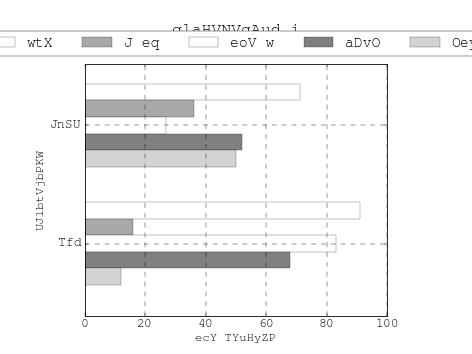 wtX J eq eoV w aDvO
JnSU
Tfd
UJlbtVjbPKW
0 20 40 60 80 100
ecY TYuHyZP